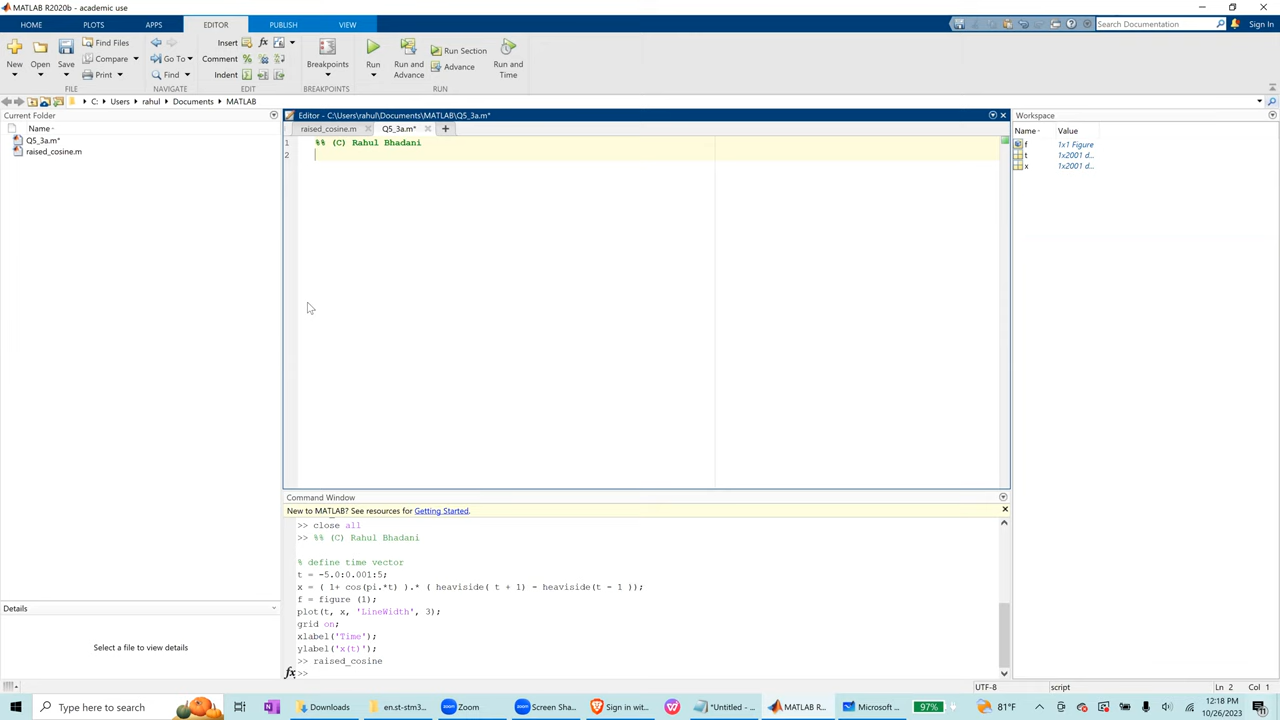 MATLAB R2020b - academic use
HOME PLOTS APPS EDITOR PUBLISH VIEW
Search Documentation Sign In
New Open Save Find Files Compare Print
Go To Find
Insert fx Comment Indent
Breakpoints
Run Run and Advance Run Section Advance Run and Time
FILE NAVIGATE EDIT BREAKPOINTS RUN
C: Users rahul Documents MATLAB
Current Folder
Name
Q5_3a.m*
raised_cosine.m
Editor - C:\Users\rahul\Documents\MATLAB\Q5_3a.m*
raised_cosine.m Q5_3a.m* +
1 %% (C) Rahul Bhadani
2
Workspace
Name Value
f 1x1 Figure
t 1x2001 d...
x 1x2001 d...
Command Window
New to MATLAB? See resources for Getting Started.
>> close all
>> %% (C) Rahul Bhadani
% define time vector
t = -5.0:0.001:5;
x = ( 1+ cos(pi.*t) ).* ( heaviside( t + 1) - heaviside(t - 1 ));
f = figure (1);
plot(t, x, 'LineWidth', 3);
grid on;
xlabel('Time');
ylabel('x(t)');
>> raised_cosine
fx >>
Details
Select a file to view details
UTF-8 script Ln 2 Col 1
Type here to search
Downloads
en.st-stm3...
Zoom
Screen Sha...
Sign in wit...
*Untitled - ...
MATLAB R...
Microsoft ...
97%
81°F
12:18 PM
10/26/2023